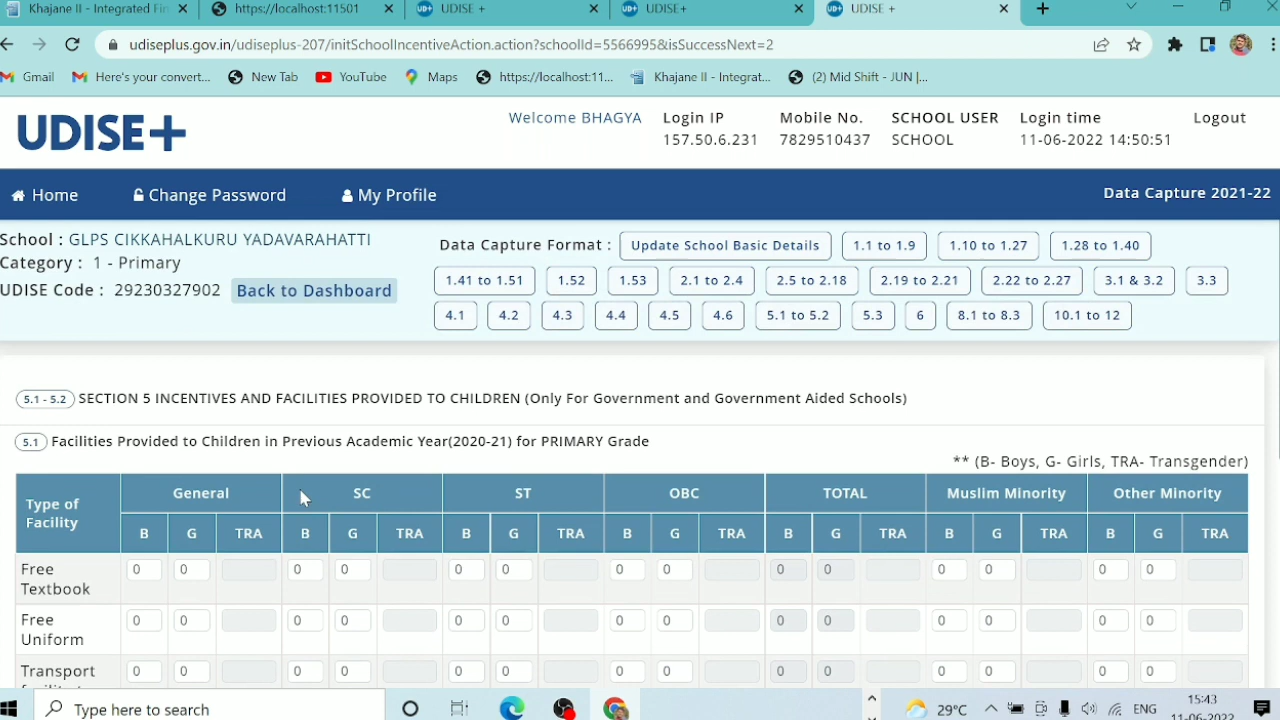 Khajane II - Integrated Fin
https://localhost:11501
UDISE +
UDISE+
UDISE +
udiseplus.gov.in/udiseplus-207/initSchoolIncentiveAction.action?schoolId=5566995&isSuccessNext=2
Gmail
Here's your convert...
New Tab
YouTube
Maps
https://localhost:11...
Khajane II - Integrat...
(2) Mid Shift - JUN |...
UDISE+
Welcome BHAGYA
Login IP
157.50.6.231
Mobile No.
7829510437
SCHOOL USER
SCHOOL
Login time
11-06-2022 14:50:51
Logout
Home
Change Password
My Profile
Data Capture 2021-22
School : GLPS CIKKAHALKURU YADAVARAHATTI
Category : 1 - Primary
UDISE Code : 29230327902 Back to Dashboard
Data Capture Format : Update School Basic Details 1.1 to 1.9 1.10 to 1.27 1.28 to 1.40
1.41 to 1.51 1.52 1.53 2.1 to 2.4 2.5 to 2.18 2.19 to 2.21 2.22 to 2.27 3.1 & 3.2 3.3
4.1 4.2 4.3 4.4 4.5 4.6 5.1 to 5.2 5.3 6 8.1 to 8.3 10.1 to 12
5.1 - 5.2 SECTION 5 INCENTIVES AND FACILITIES PROVIDED TO CHILDREN (Only For Government and Government Aided Schools)
5.1 Facilities Provided to Children in Previous Academic Year(2020-21) for PRIMARY Grade
** (B- Boys, G- Girls, TRA- Transgender)
Type of Facility
General SC ST OBC TOTAL Muslim Minority Other Minority
B G TRA B G TRA B G TRA B G TRA B G TRA B G TRA B G TRA
Free Textbook 0 0 0 0 0 0 0 0 0 0 0 0 0 0
Free Uniform 0 0 0 0 0 0 0 0 0 0 0 0 0 0
Transport 0 0 0 0 0 0 0 0 0 0 0 0 0 0
Type here to search
29°C
ENG
15:43
11-06-2022